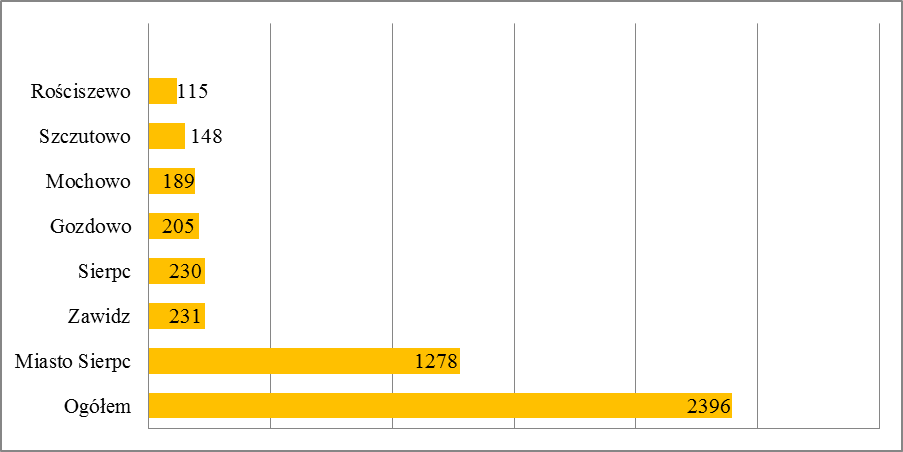 Rościszewo 115
Szczutowo 148
Mochowo 189
Gozdowo 205
Sierpc 230
Zawidz 231
Miasto Sierpc 1278
Ogółem 2396